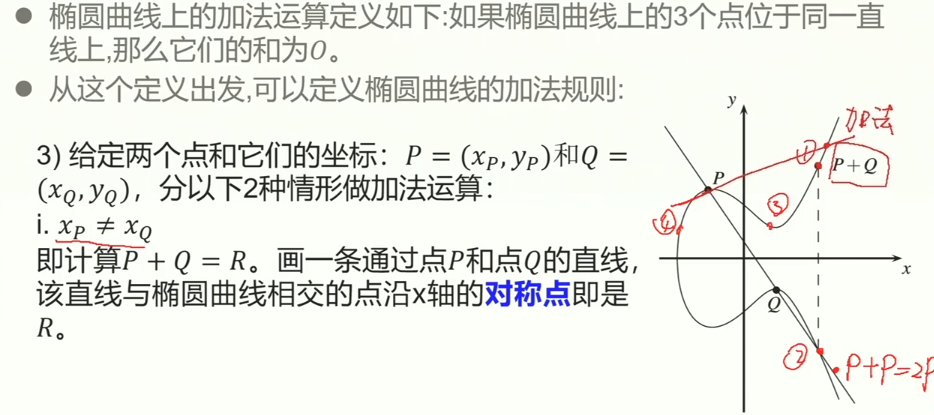 ● 椭圆曲线上的加法运算定义如下:如果椭圆曲线上的3个点位于同一直
线上,那么它们的和为O。
● 从这个定义出发,可以定义椭圆曲线的加法规则:
3) 给定两个点和它们的坐标：P = (x_P, y_P)和Q =
(x_Q, y_Q)，分以下2种情形做加法运算：
i. x_P ≠ x_Q
即计算P + Q = R。画一条通过点P和点Q的直线，
该直线与椭圆曲线相交的点沿x轴的对称点即是
R。
y
加法
①
P + Q
P
③
④
x
Q
②
P+P=2P